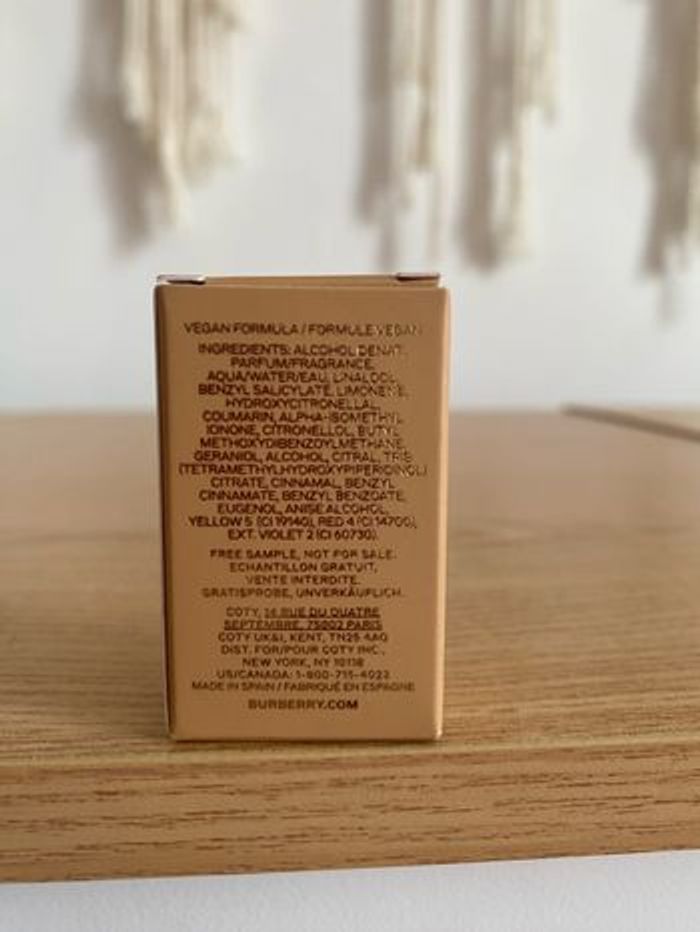 VEGAN FORMULA / FORMULE VEGAN
INGREDIENTS: ALCOHOL DENAT.,
PARFUM/FRAGRANCE,
AQUA/WATER/EAU, LINALOOL,
BENZYL SALICYLATE, LIMONENE,
HYDROXYCITRONELLAL,
COUMARIN, ALPHA-ISOMETHYL
IONONE, CITRONELLOL, BUTYL
METHOXYDIBENZOYLMETHANE,
GERANIOL, ALCOHOL, CITRAL, TRIS
(TETRAMETHYLHYDROXYPIPERIDINOL)
CITRATE, CINNAMAL, BENZYL
CINNAMATE, BENZYL BENZOATE,
EUGENOL, ANISE ALCOHOL,
YELLOW 5 (CI 19140), RED 4 (CI 14700),
EXT. VIOLET 2 (CI 60730).
FREE SAMPLE, NOT FOR SALE.
ECHANTILLON GRATUIT,
VENTE INTERDITE.
GRATISPROBE, UNVERKÄUFLICH.
COTY, 14 RUE DU QUATRE
SEPTEMBRE, 75002 PARIS
COTY UK&I, KENT, TN25 4AQ
DIST. FOR/POUR COTY INC.,
NEW YORK, NY 10118
US/CANADA: 1-800-715-4023
MADE IN SPAIN / FABRIQUÉ EN ESPAGNE
BURBERRY.COM